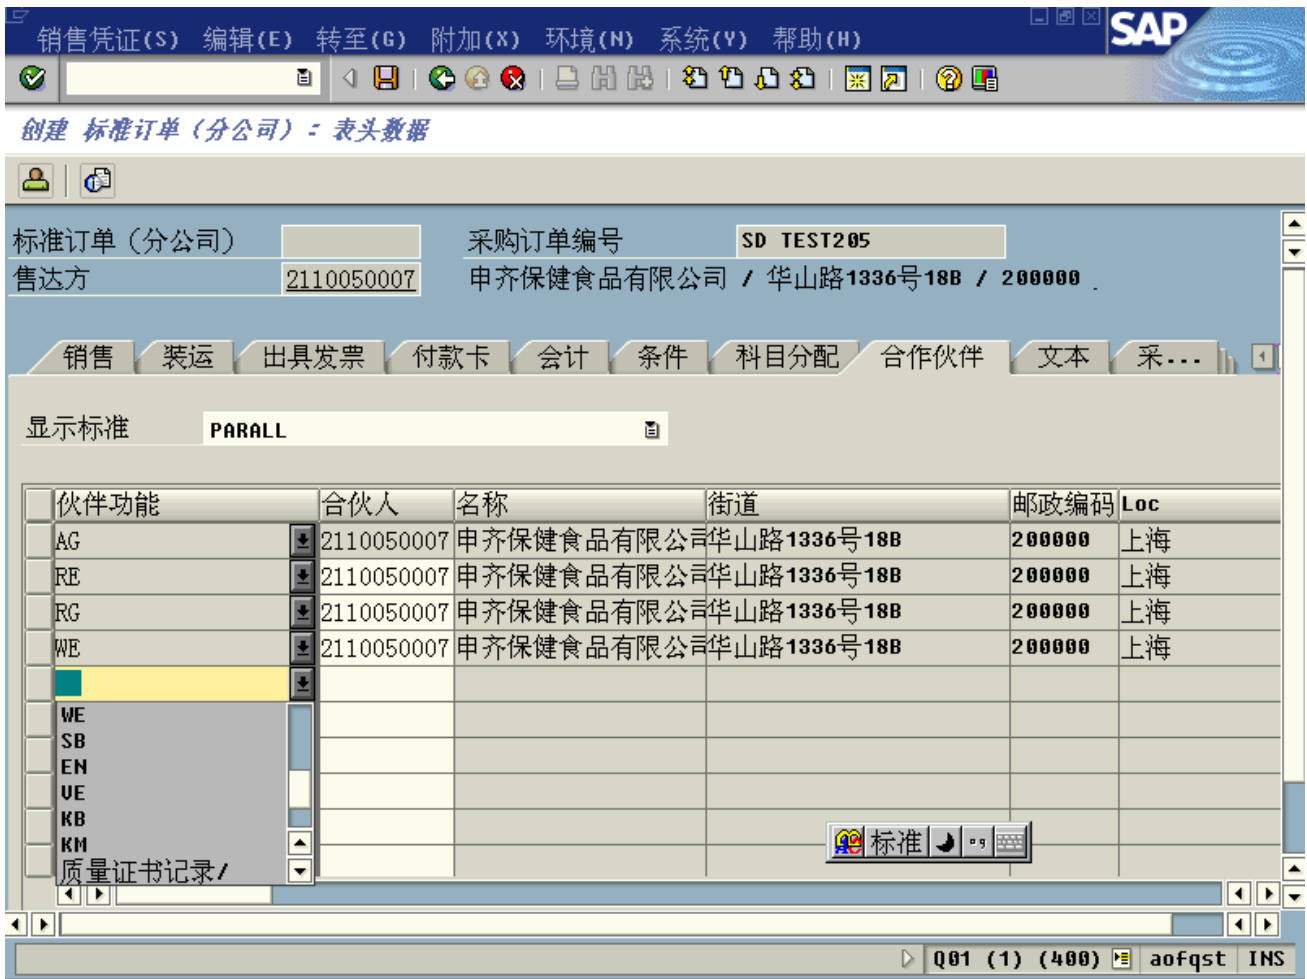 销售凭证(S) 编辑(E) 转至(G) 附加(X) 环境(N) 系统(Y) 帮助(H) SAP
创建 标准订单（分公司）: 表头数据
标准订单（分公司） 采购订单编号 SD TEST205
售达方 2110050007 申齐保健食品有限公司 / 华山路1336号18B / 200000
销售 装运 出具发票 付款卡 会计 条件 科目分配 合作伙伴 文本 采...
显示标准 PARALL
伙伴功能 合伙人 名称 街道 邮政编码 Loc
AG 2110050007 申齐保健食品有限公司 华山路1336号18B 200000 上海
RE 2110050007 申齐保健食品有限公司 华山路1336号18B 200000 上海
RG 2110050007 申齐保健食品有限公司 华山路1336号18B 200000 上海
WE 2110050007 申齐保健食品有限公司 华山路1336号18B 200000 上海
WE
SB
EN
VE
KB
KM
质量证书记录/
标准
Q01 (1) (400) aofqst INS